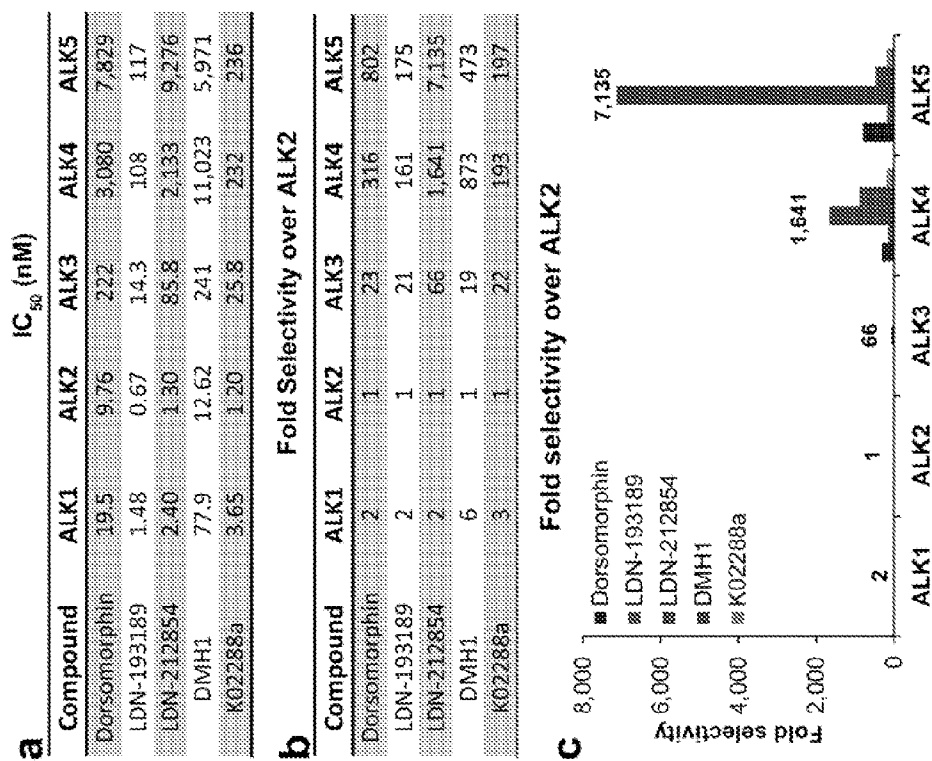 a
IC50 (nM)
Compound ALK1 ALK2 ALK3 ALK4 ALK5
Dorsomorphin 19.5 9.76 222 3,080 7,829
LDN-193189 1.48 0.67 14.3 108 117
LDN-212854 2.40 1.30 85.8 2,133 9,276
DMH1 77.9 12.62 241 11,023 5,971
K02288a 3.65 1.20 25.8 232 236
b
Fold Selectivity over ALK2
Compound ALK1 ALK2 ALK3 ALK4 ALK5
Dorsomorphin 2 1 23 316 802
LDN-193189 2 1 21 161 175
LDN-212854 2 1 66 1,641 7,135
DMH1 6 1 19 873 473
K02288a 3 1 22 193 197
c
Fold selectivity over ALK2
Fold selectivity
8,000
6,000
4,000
2,000
0
Dorsomorphin
LDN-193189
LDN-212854
DMH1
K02288a
2 1 66 1,641 7,135
ALK1 ALK2 ALK3 ALK4 ALK5